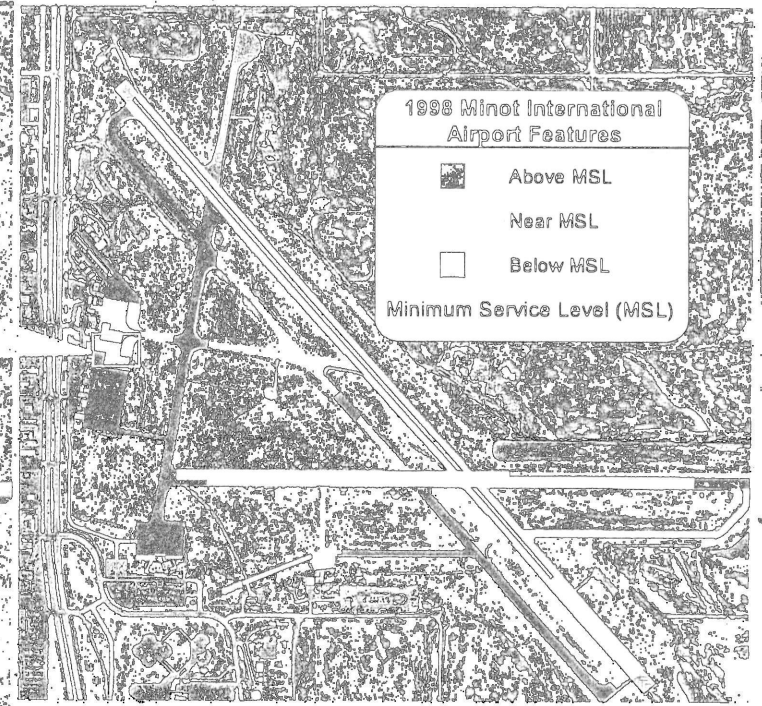 1998 Minot International
Airport Features
Above MSL
Near MSL
Below MSL
Minimum Service Level (MSL)